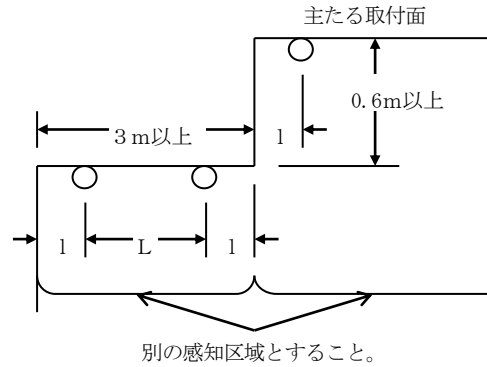 主たる取付面
0.6m以上
3m以上
l
l
L
l
別の感知区域とすること。